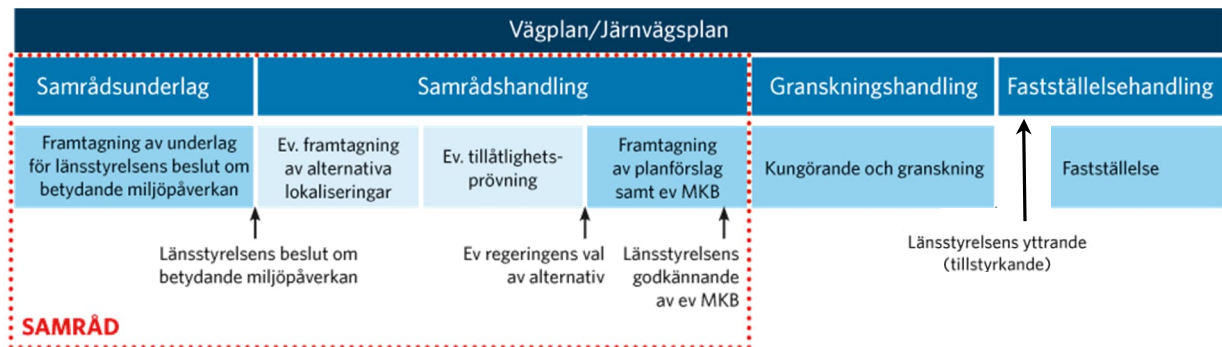 Vägplan/Järnvägsplan
Samrådsunderlag
Samrådshandling
Granskningshandling
Fastställelsehandling
Framtagning av underlag
för länsstyrelsens beslut om
betydande miljöpåverkan
Ev. framtagning
av alternativa
lokaliseringar
Ev. tillåtlighets-
prövning
Framtagning
av planförslag
samt ev MKB
Kungörande och granskning
Fastställelse
Länsstyrelsens beslut om
betydande miljöpåverkan
Ev regeringens val
av alternativ
Länsstyrelsens
godkännande
av ev MKB
Länsstyrelsens yttrande
(tillstyrkande)
SAMRÅD